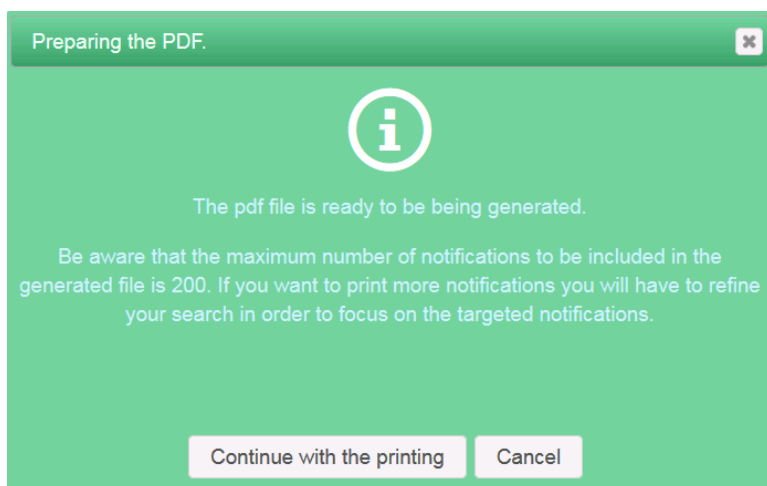 Preparing the PDF.
The pdf file is ready to be being generated.
Be aware that the maximum number of notifications to be included in the
generated file is 200. If you want to print more notifications you will have to refine
your search in order to focus on the targeted notifications.
Continue with the printing
Cancel